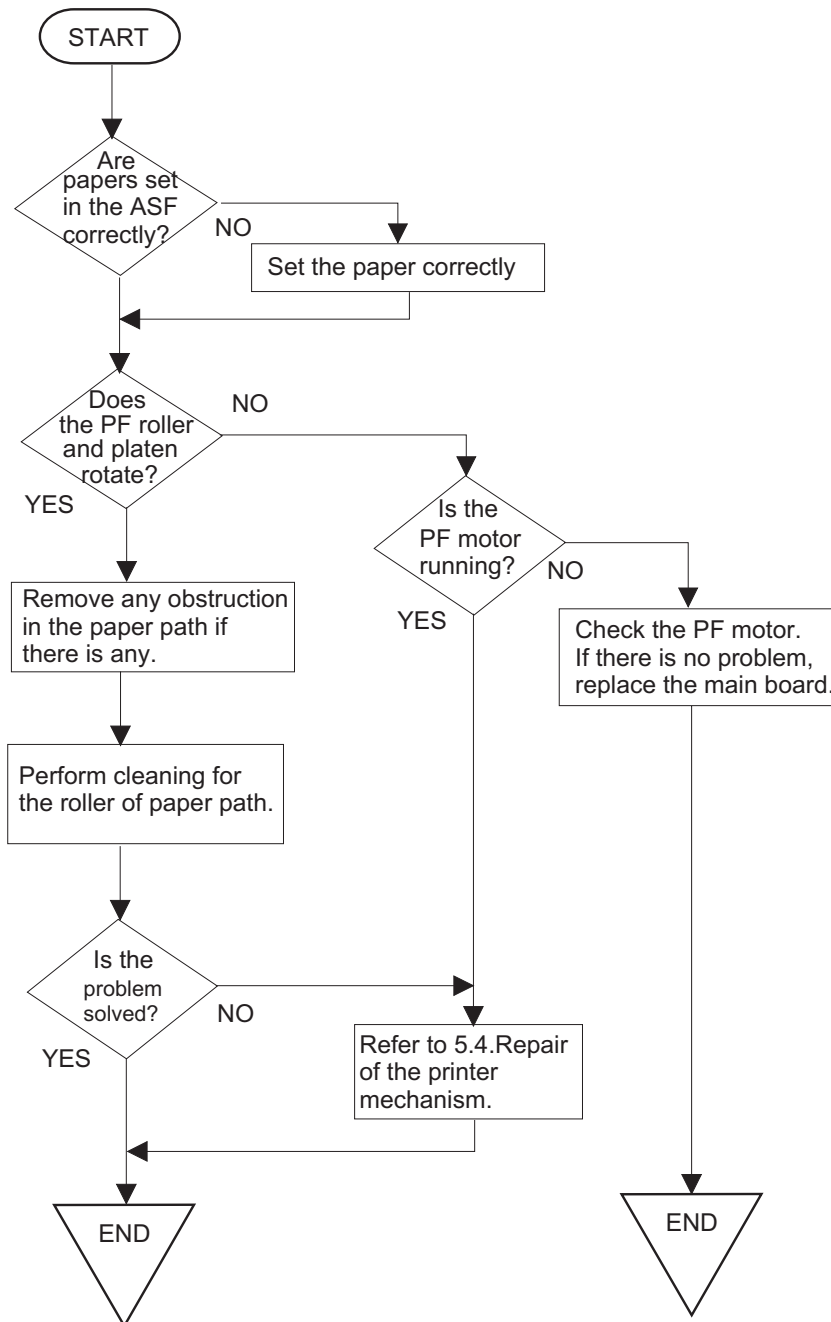 START
Are
papers set
in the ASF
correctly?
NO
Set the paper correctly
Does
the PF roller
and platen
rotate?
NO
YES
Is the
PF motor
running?
NO
YES
Remove any obstruction
in the paper path if
there is any.
Check the PF motor.
If there is no problem,
replace the main board.
Perform cleaning for
the roller of paper path.
Is the
problem
solved?
NO
YES
Refer to 5.4.Repair
of the printer
mechanism.
END
END